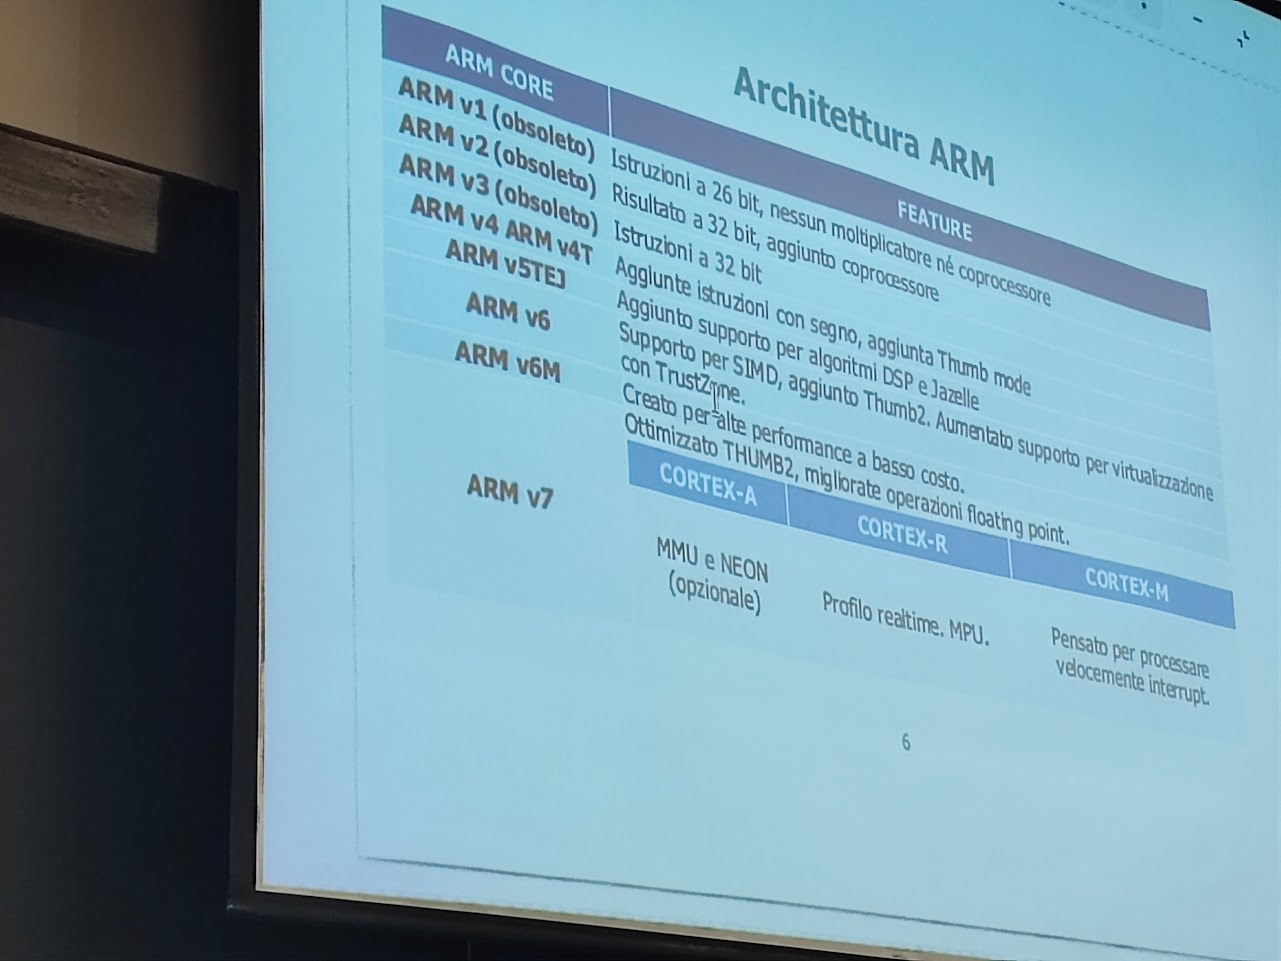 Architettura ARM
ARM CORE
FEATURE
ARM v1 (obsoleto)
Istruzioni a 26 bit, nessun moltiplicatore né coprocessore
ARM v2 (obsoleto)
Risultato a 32 bit, aggiunto coprocessore
ARM v3 (obsoleto)
Istruzioni a 32 bit
ARM v4 ARM v4T
Aggiunte istruzioni con segno, aggiunta Thumb mode
ARM v5TEJ
Aggiunto supporto per algoritmi DSP e Jazelle
ARM v6
Supporto per SIMD, aggiunto Thumb2. Aumentato supporto per virtualizzazione
con TrustZone.
ARM v6M
Creato per alte performance a basso costo.
Ottimizzato THUMB2, migliorate operazioni floating point.
ARM v7
CORTEX-A
CORTEX-R
CORTEX-M
MMU e NEON
(opzionale)
Profilo realtime. MPU.
Pensato per processare
velocemente interrupt.
6